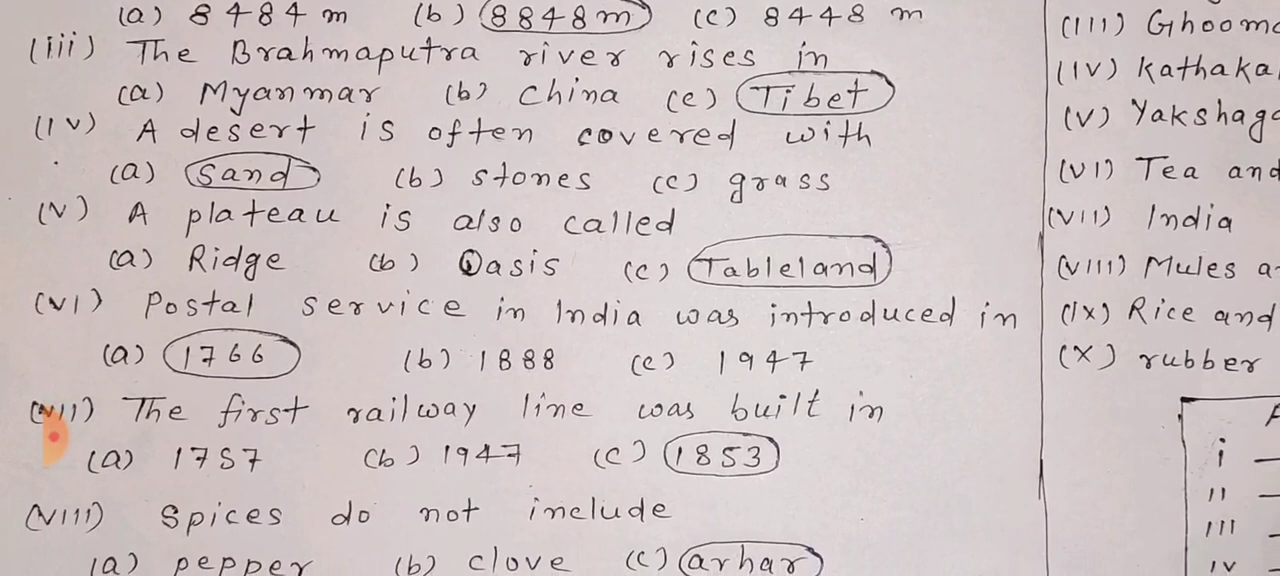 (a) 8484 m (b) 8848m (c) 8448 m
(iii) The Brahmaputra river rises in
(a) Myanmar (b) China (c) Tibet
(iv) A desert is often covered with
(a) Sand (b) stones (c) grass
(v) A plateau is also called
(a) Ridge (b) Oasis (c) Tableland
(vi) Postal service in India was introduced in
(a) 1766 (b) 1888 (c) 1947
(vii) The first railway line was built in
(a) 1757 (b) 1947 (c) 1853
(viii) Spices do not include
(a) pepper (b) clove (c) arhar
(iii)
(iv)
(v)
(vi) Tea and
(vii) India
(viii) Mules
(ix) Rice and
(x) rubber
i
ii
iii
iv